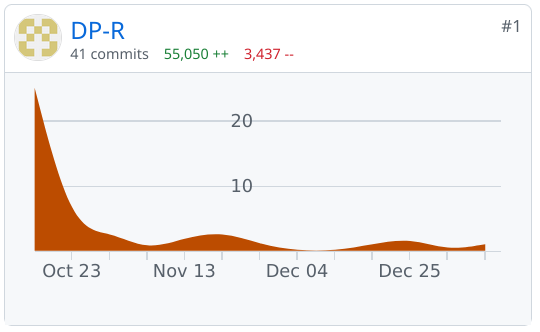 DP-R
#1
41 commits 55,050 ++ 3,437 --
20
10
Oct 23 Nov 13 Dec 04 Dec 25